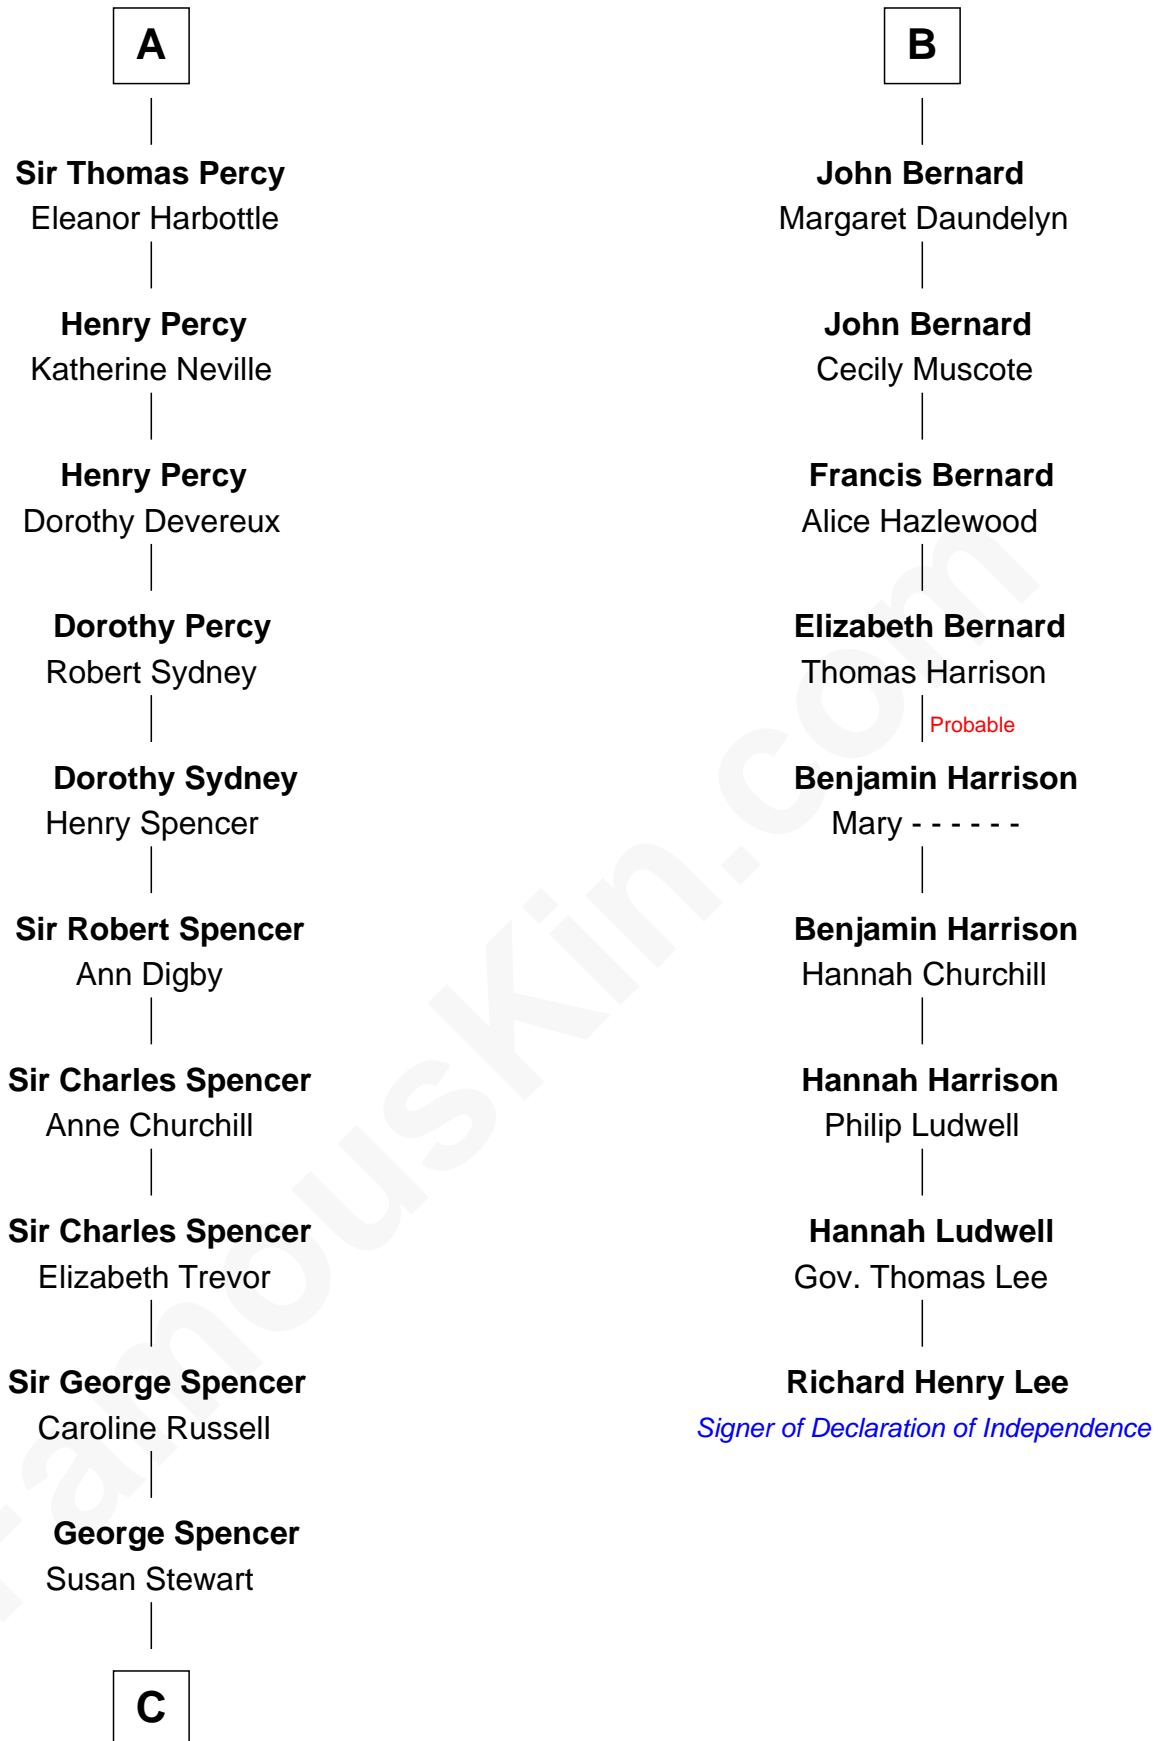 A
Sir Thomas Percy
Eleanor Harbottle
Henry Percy
Katherine Neville
Henry Percy
Dorothy Devereux
Dorothy Percy
Robert Sydney
Dorothy Sydney
Henry Spencer
Sir Robert Spencer
Ann Digby
Sir Charles Spencer
Anne Churchill
Sir Charles Spencer
Elizabeth Trevor
Sir George Spencer
Caroline Russell
George Spencer
Susan Stewart
C
B
John Bernard
Margaret Daundelyn
John Bernard
Cecily Muscote
Francis Bernard
Alice Hazlewood
Elizabeth Bernard
Thomas Harrison
Probable
Benjamin Harrison
Mary - - - - - -
Benjamin Harrison
Hannah Churchill
Hannah Harrison
Philip Ludwell
Hannah Ludwell
Gov. Thomas Lee
Richard Henry Lee
Signer of Declaration of Independence
FamousKin.com